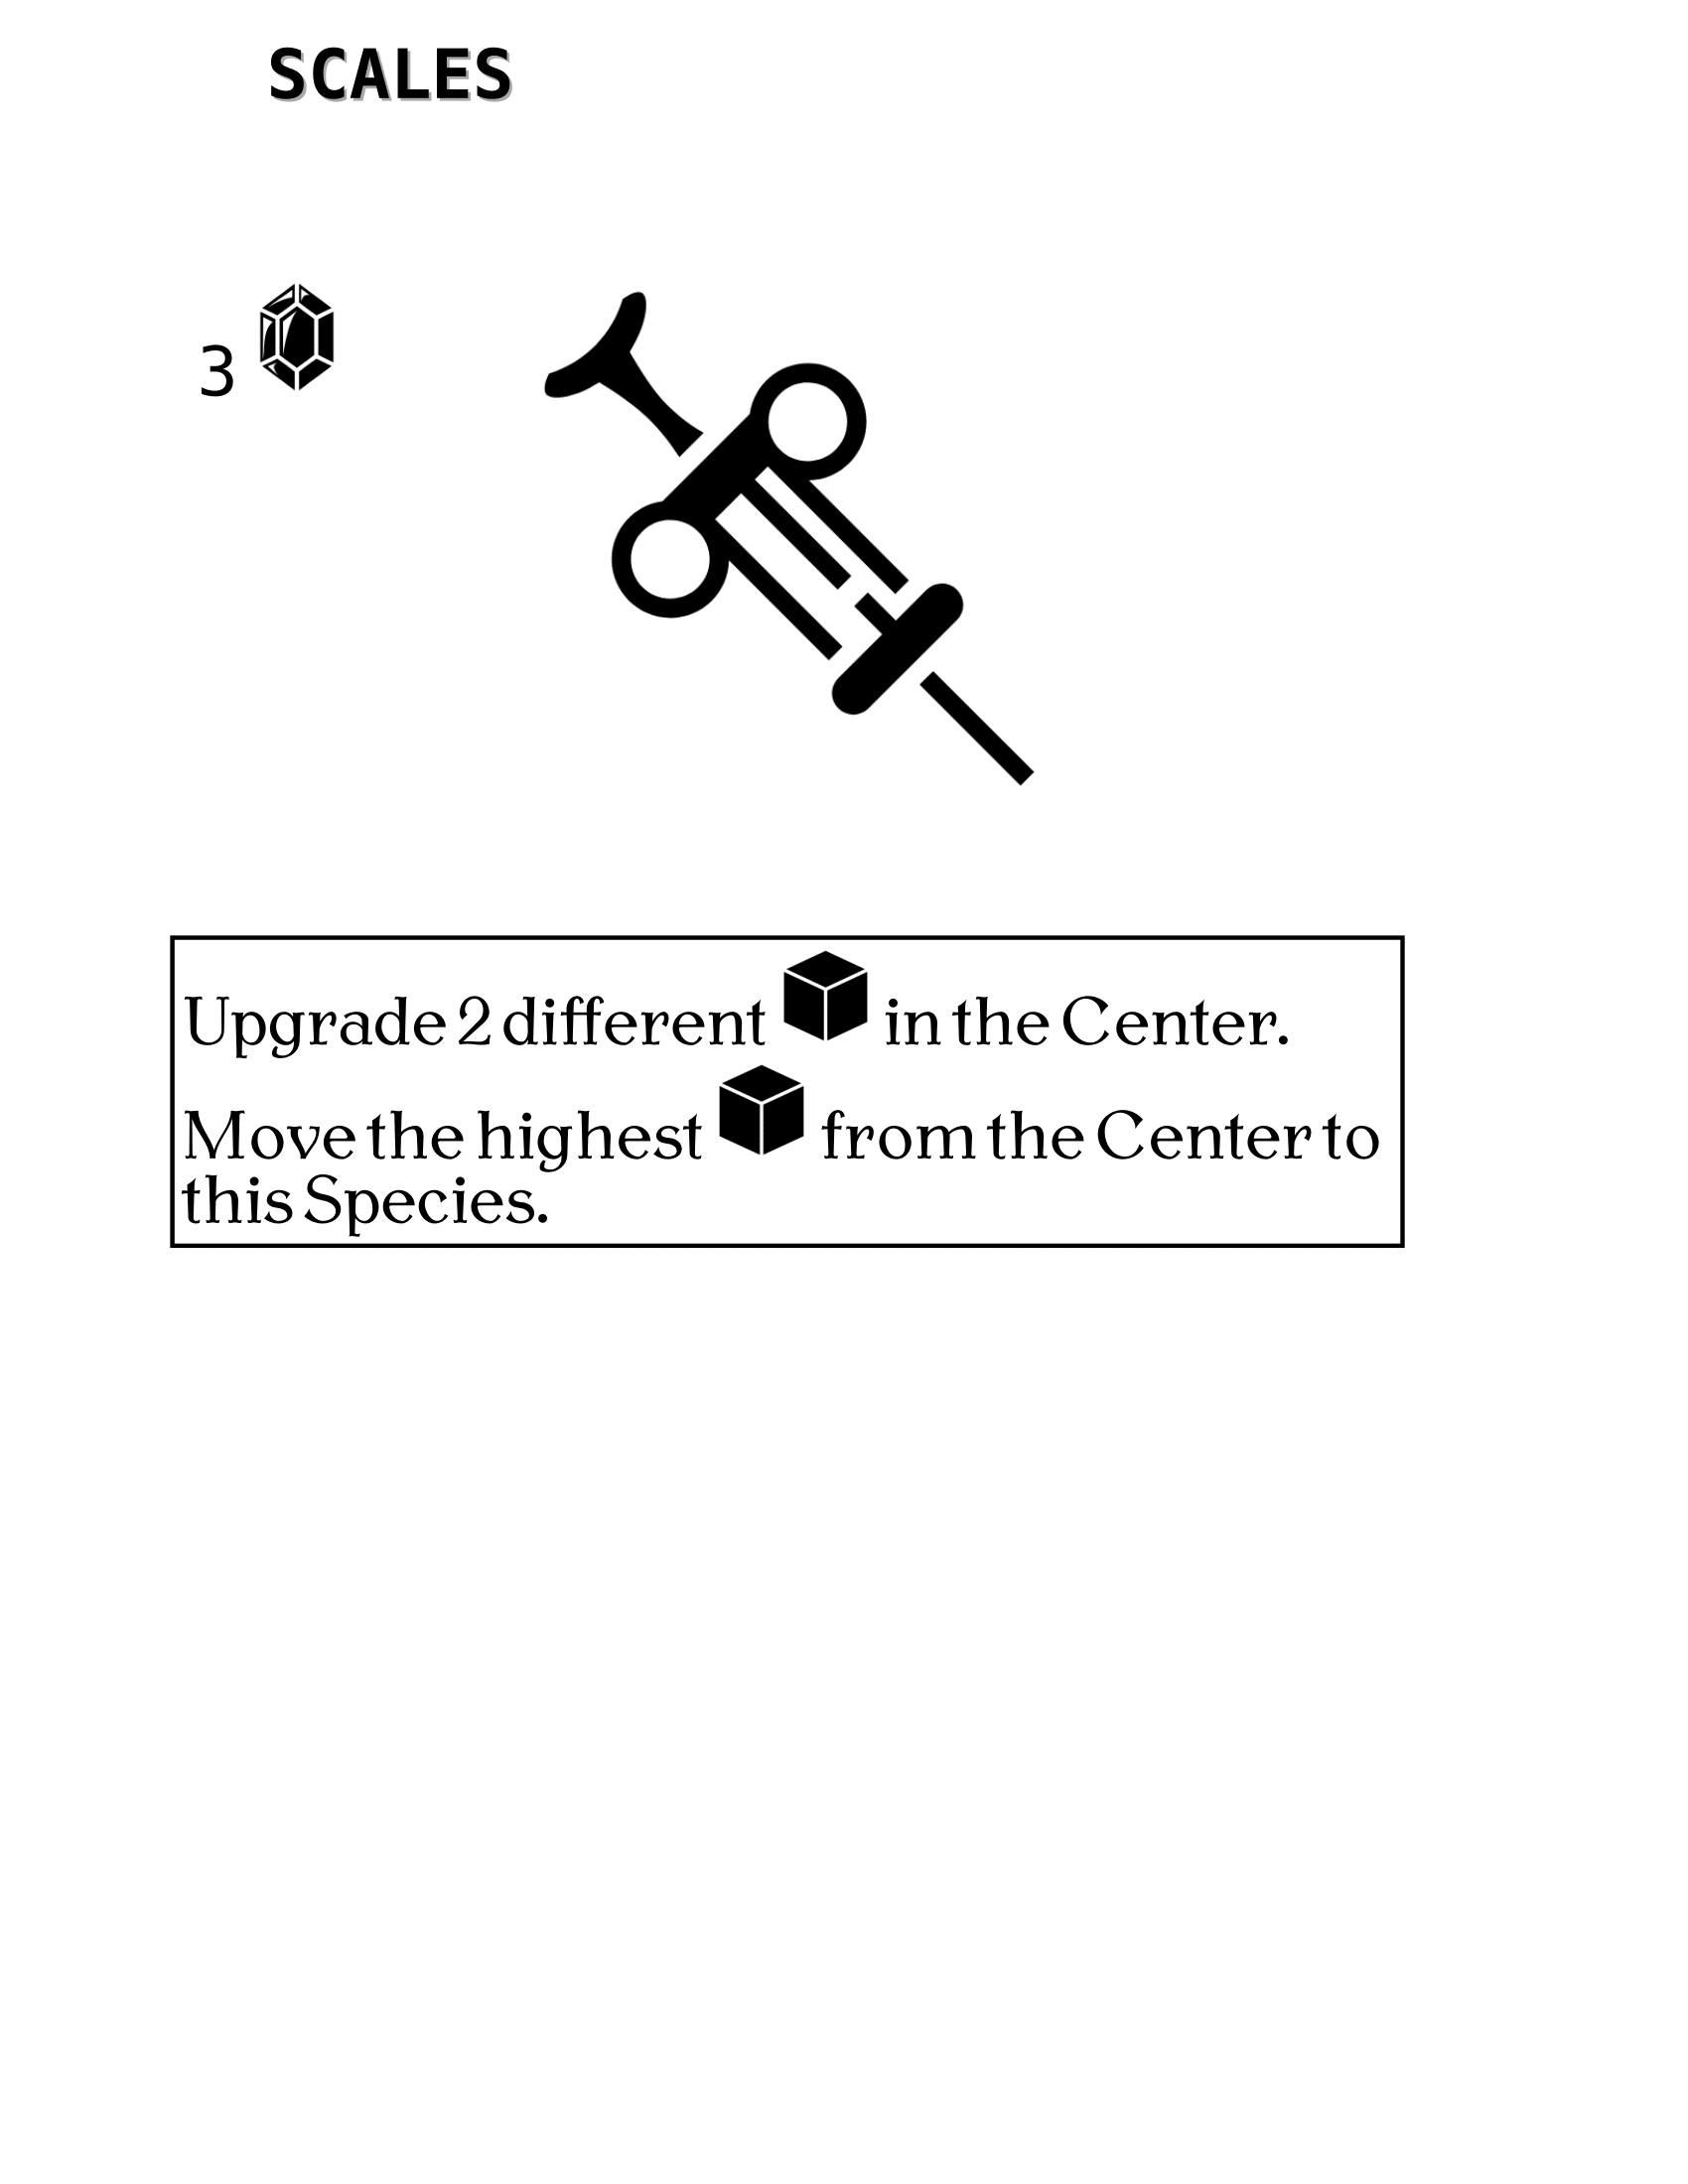 SCALES
3
Upgrade 2 different in the Center.
Move the highest from the Center to
this Species.